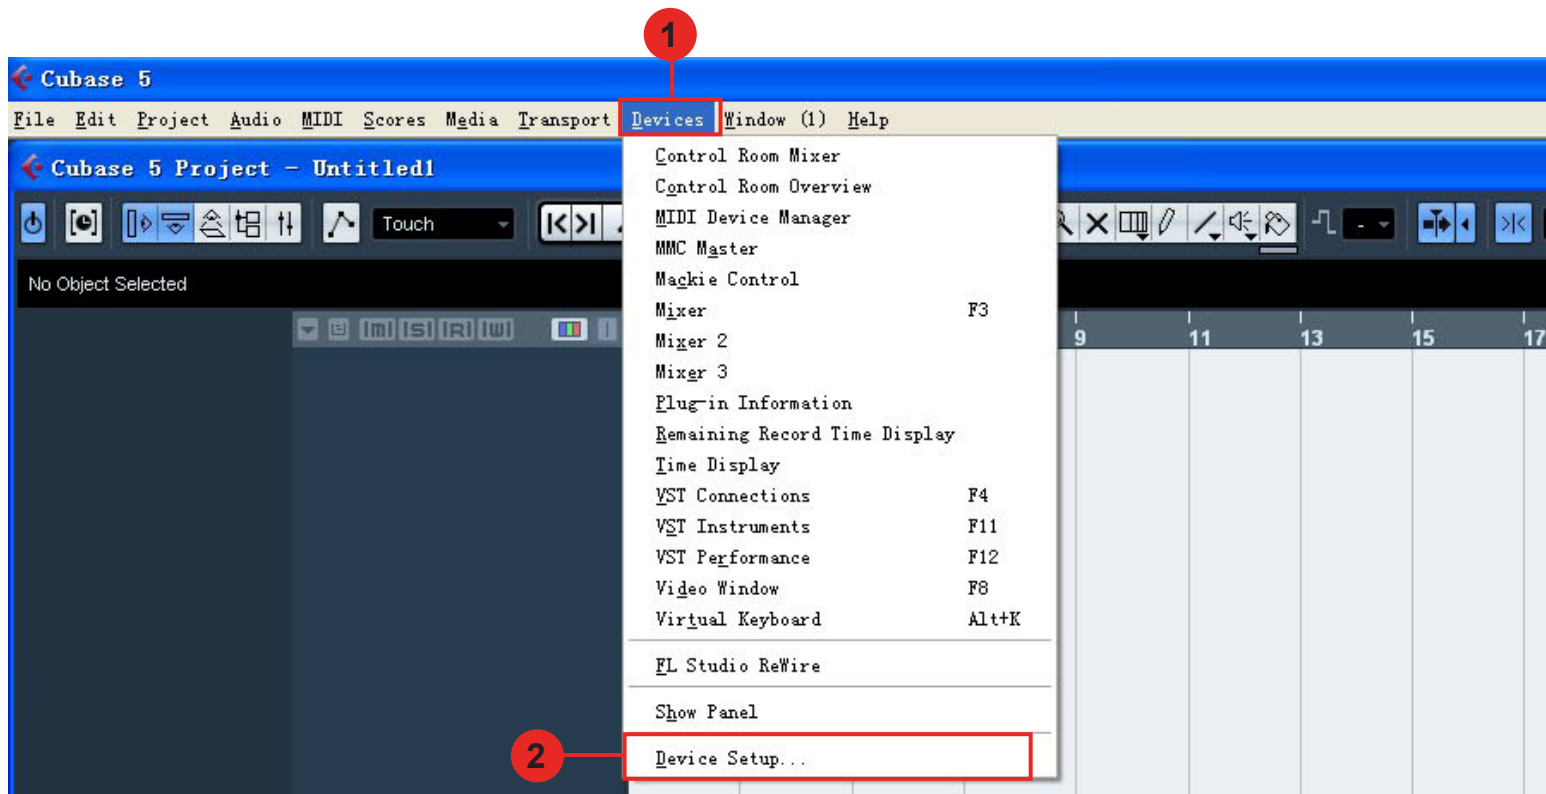 1
Cubase 5
File Edit Project Audio MIDI Scores Media Transport Devices Window (1) Help
Cubase 5 Project - Untitled1
Touch
No Object Selected
9 11 13 15 17
Control Room Mixer
Control Room Overview
MIDI Device Manager
MMC Master
Mackie Control
Mixer F3
Mixer 2
Mixer 3
Plug-in Information
Remaining Record Time Display
Time Display
VST Connections F4
VST Instruments F11
VST Performance F12
Video Window F8
Virtual Keyboard Alt+K
FL Studio ReWire
Show Panel
2 Device Setup...